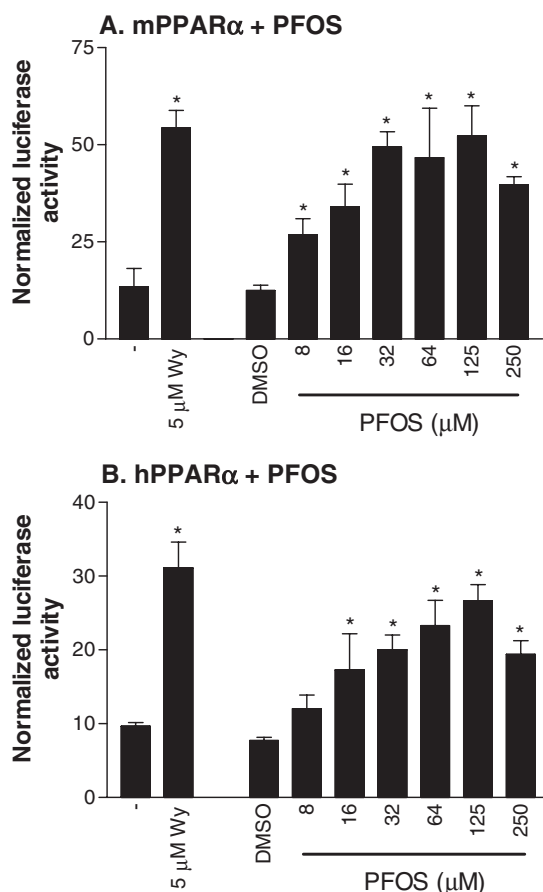 A. mPPARα + PFOS
Normalized luciferase
activity
75
50
25
0
* * * * * * *
- 5 μM Wy DMSO 8 16 32 64 125 250
PFOS (μM)
B. hPPARα + PFOS
Normalized luciferase
activity
40
30
20
10
0
* * * * * *
- 5 μM Wy DMSO 8 16 32 64 125 250
PFOS (μM)